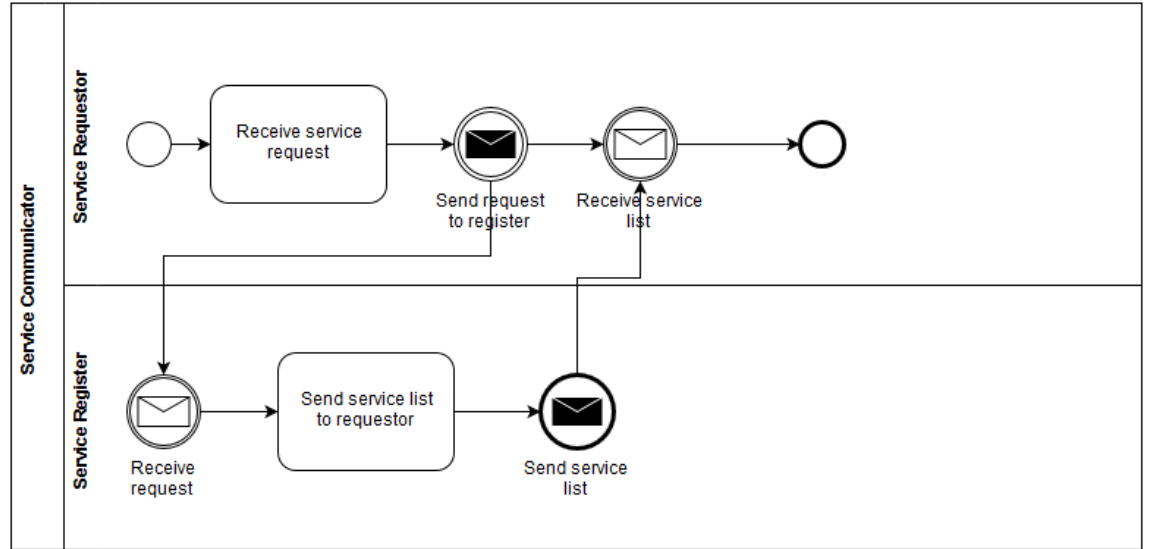 Service Communicator
Service Requestor
Receive service
request
Send request
to register
Receive service
list
Service Register
Receive
request
Send service list
to requestor
Send service
list